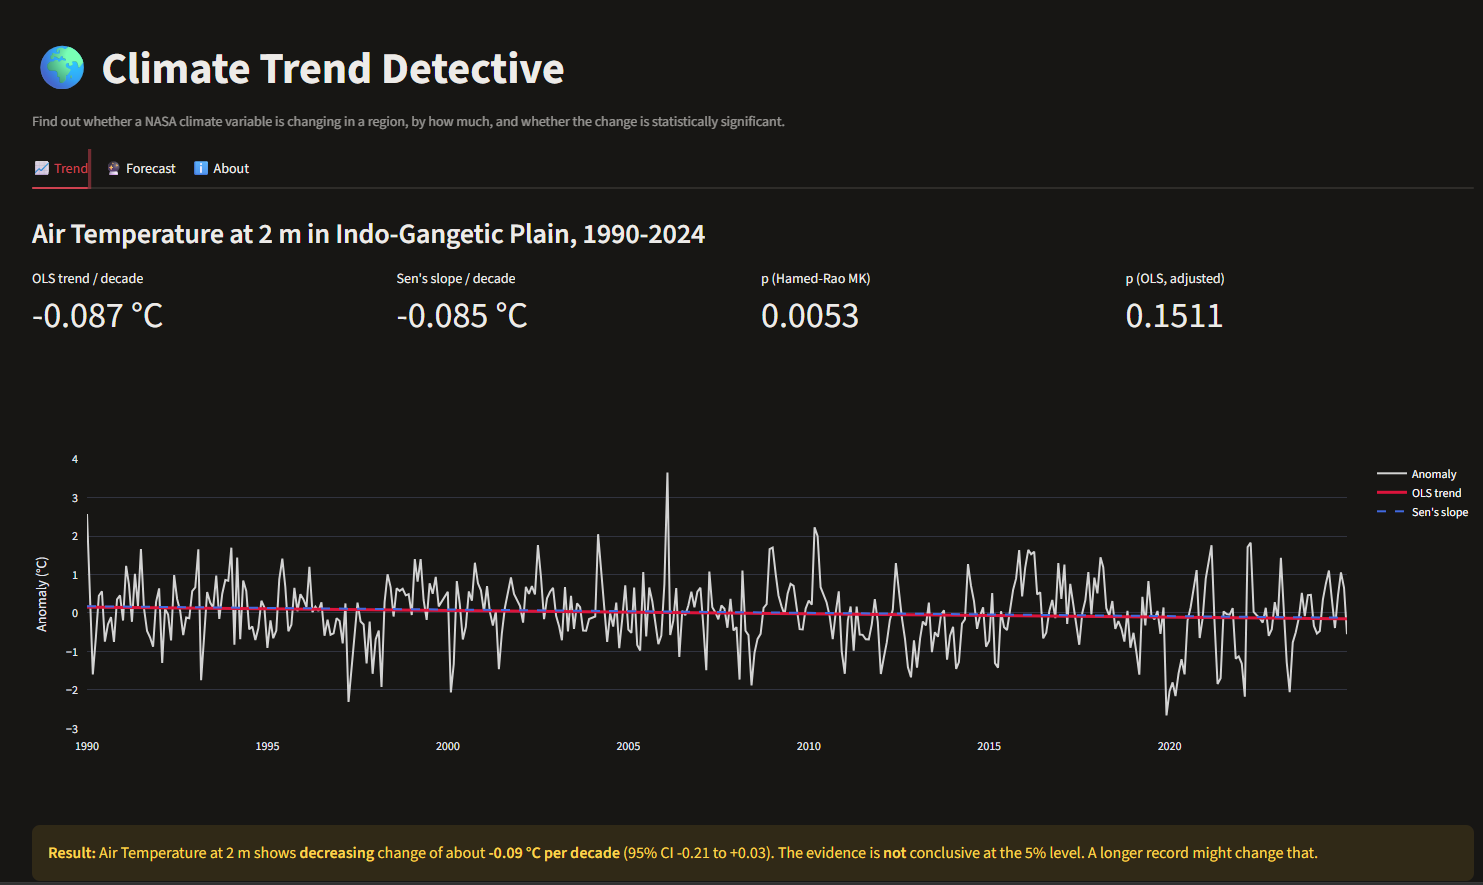 Climate Trend Detective
Find out whether a NASA climate variable is changing in a region, by how much, and whether the change is statistically significant.
Trend Forecast About
Air Temperature at 2 m in Indo-Gangetic Plain, 1990-2024
OLS trend / decade
-0.087 °C
Sen's slope / decade
-0.085 °C
p (Hamed-Rao MK)
0.0053
p (OLS, adjusted)
0.1511
Anomaly (°C)
4
3
2
1
0
−1
−2
−3
1990 1995 2000 2005 2010 2015 2020
Anomaly
OLS trend
Sen's slope
Result: Air Temperature at 2 m shows decreasing change of about -0.09 °C per decade (95% CI -0.21 to +0.03). The evidence is not conclusive at the 5% level. A longer record might change that.